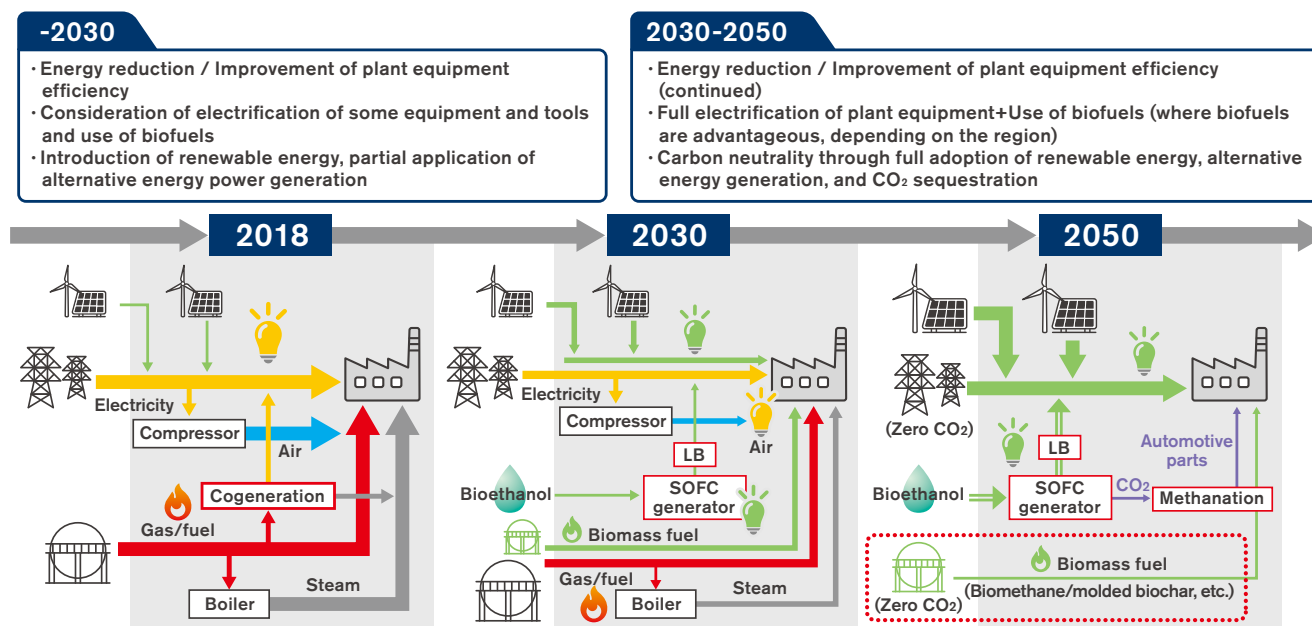 -2030
· Energy reduction / Improvement of plant equipment
efficiency
· Consideration of electrification of some equipment and tools
and use of biofuels
· Introduction of renewable energy, partial application of
alternative energy power generation
2030-2050
· Energy reduction / Improvement of plant equipment efficiency
(continued)
· Full electrification of plant equipment+Use of biofuels (where biofuels
are advantageous, depending on the region)
· Carbon neutrality through full adoption of renewable energy, alternative
energy generation, and CO₂ sequestration
2018
2030
2050
Electricity
Compressor
Air
Cogeneration
Gas/fuel
Steam
Boiler
Electricity
Compressor
Air
LB
Bioethanol
SOFC
generator
Biomass fuel
Gas/fuel
Steam
Boiler
(Zero CO₂)
LB
Automotive
parts
Bioethanol
SOFC
generator
CO₂
Methanation
Biomass fuel
(Zero CO₂)
(Biomethane/molded biochar, etc.)